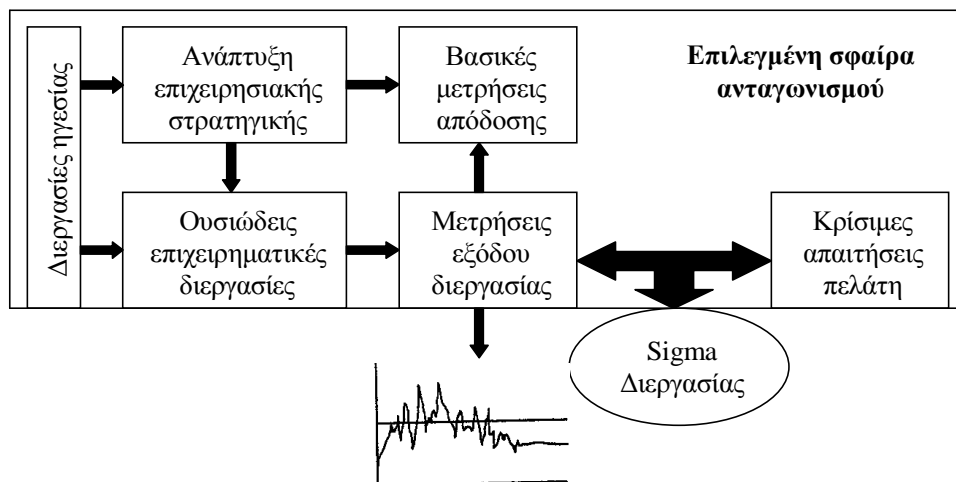 Διεργασίες ηγεσίας
Ανάπτυξη
επιχειρησιακής
στρατηγικής
Βασικές
μετρήσεις
απόδοσης
Επιλεγμένη σφαίρα
ανταγωνισμού
Ουσιώδεις
επιχειρηματικές
διεργασίες
Μετρήσεις
εξόδου
διεργασίας
Κρίσιμες
απαιτήσεις
πελάτη
Sigma
Διεργασίας